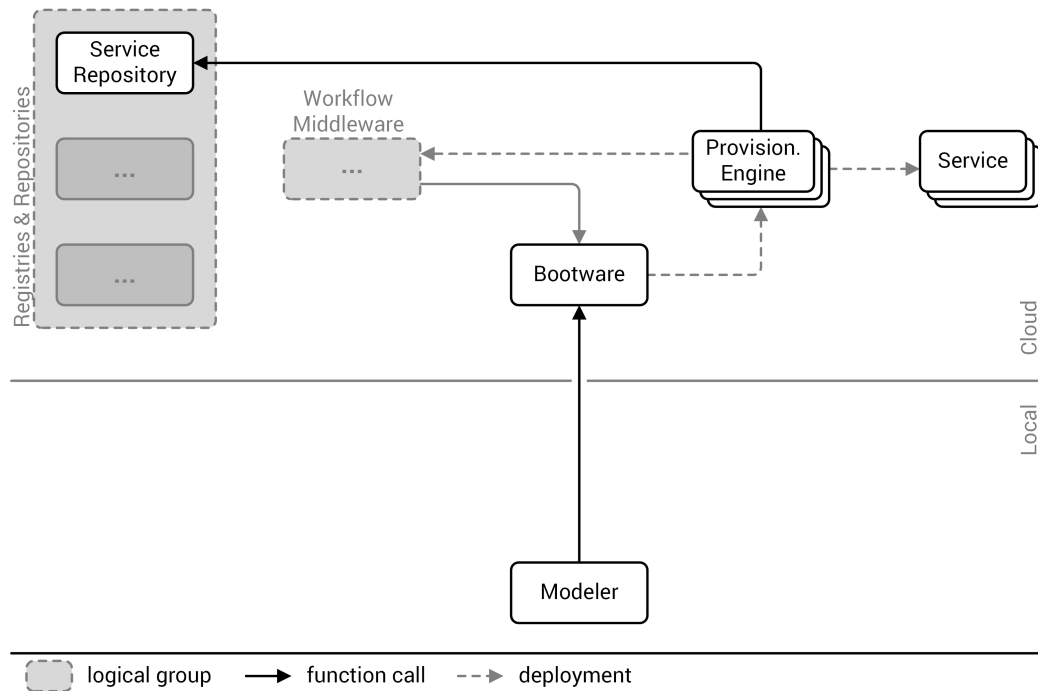 Service
Repository
...
...
Registries & Repositories
Workflow
Middleware
...
Provision.
Engine
Service
Bootware
Cloud
Local
Modeler
logical group
function call
deployment